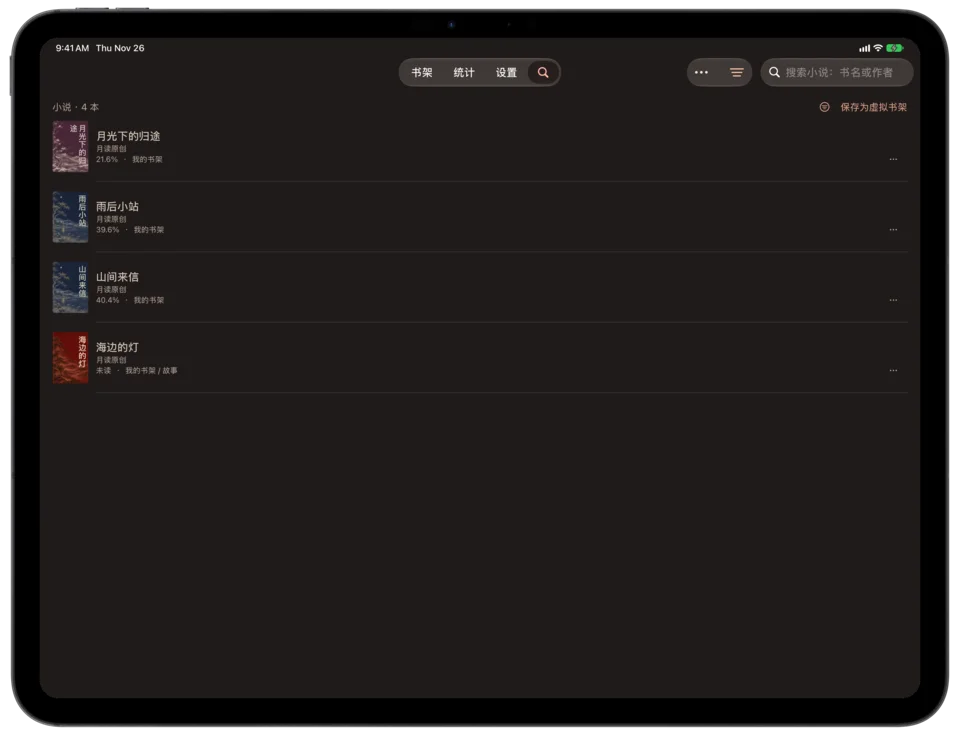 9:41 AM Thu Nov 26
书架 统计 设置
搜索小说：书名或作者
小说 · 4 本
保存为虚拟书架
月光下的归途
月光下的归途
月读原创
21.6% · 我的书架
雨后小站
雨后小站
月读原创
39.6% · 我的书架
山间来信
山间来信
月读原创
40.4% · 我的书架
海边的灯
海边的灯
月读原创
未读 · 我的书架 / 故事